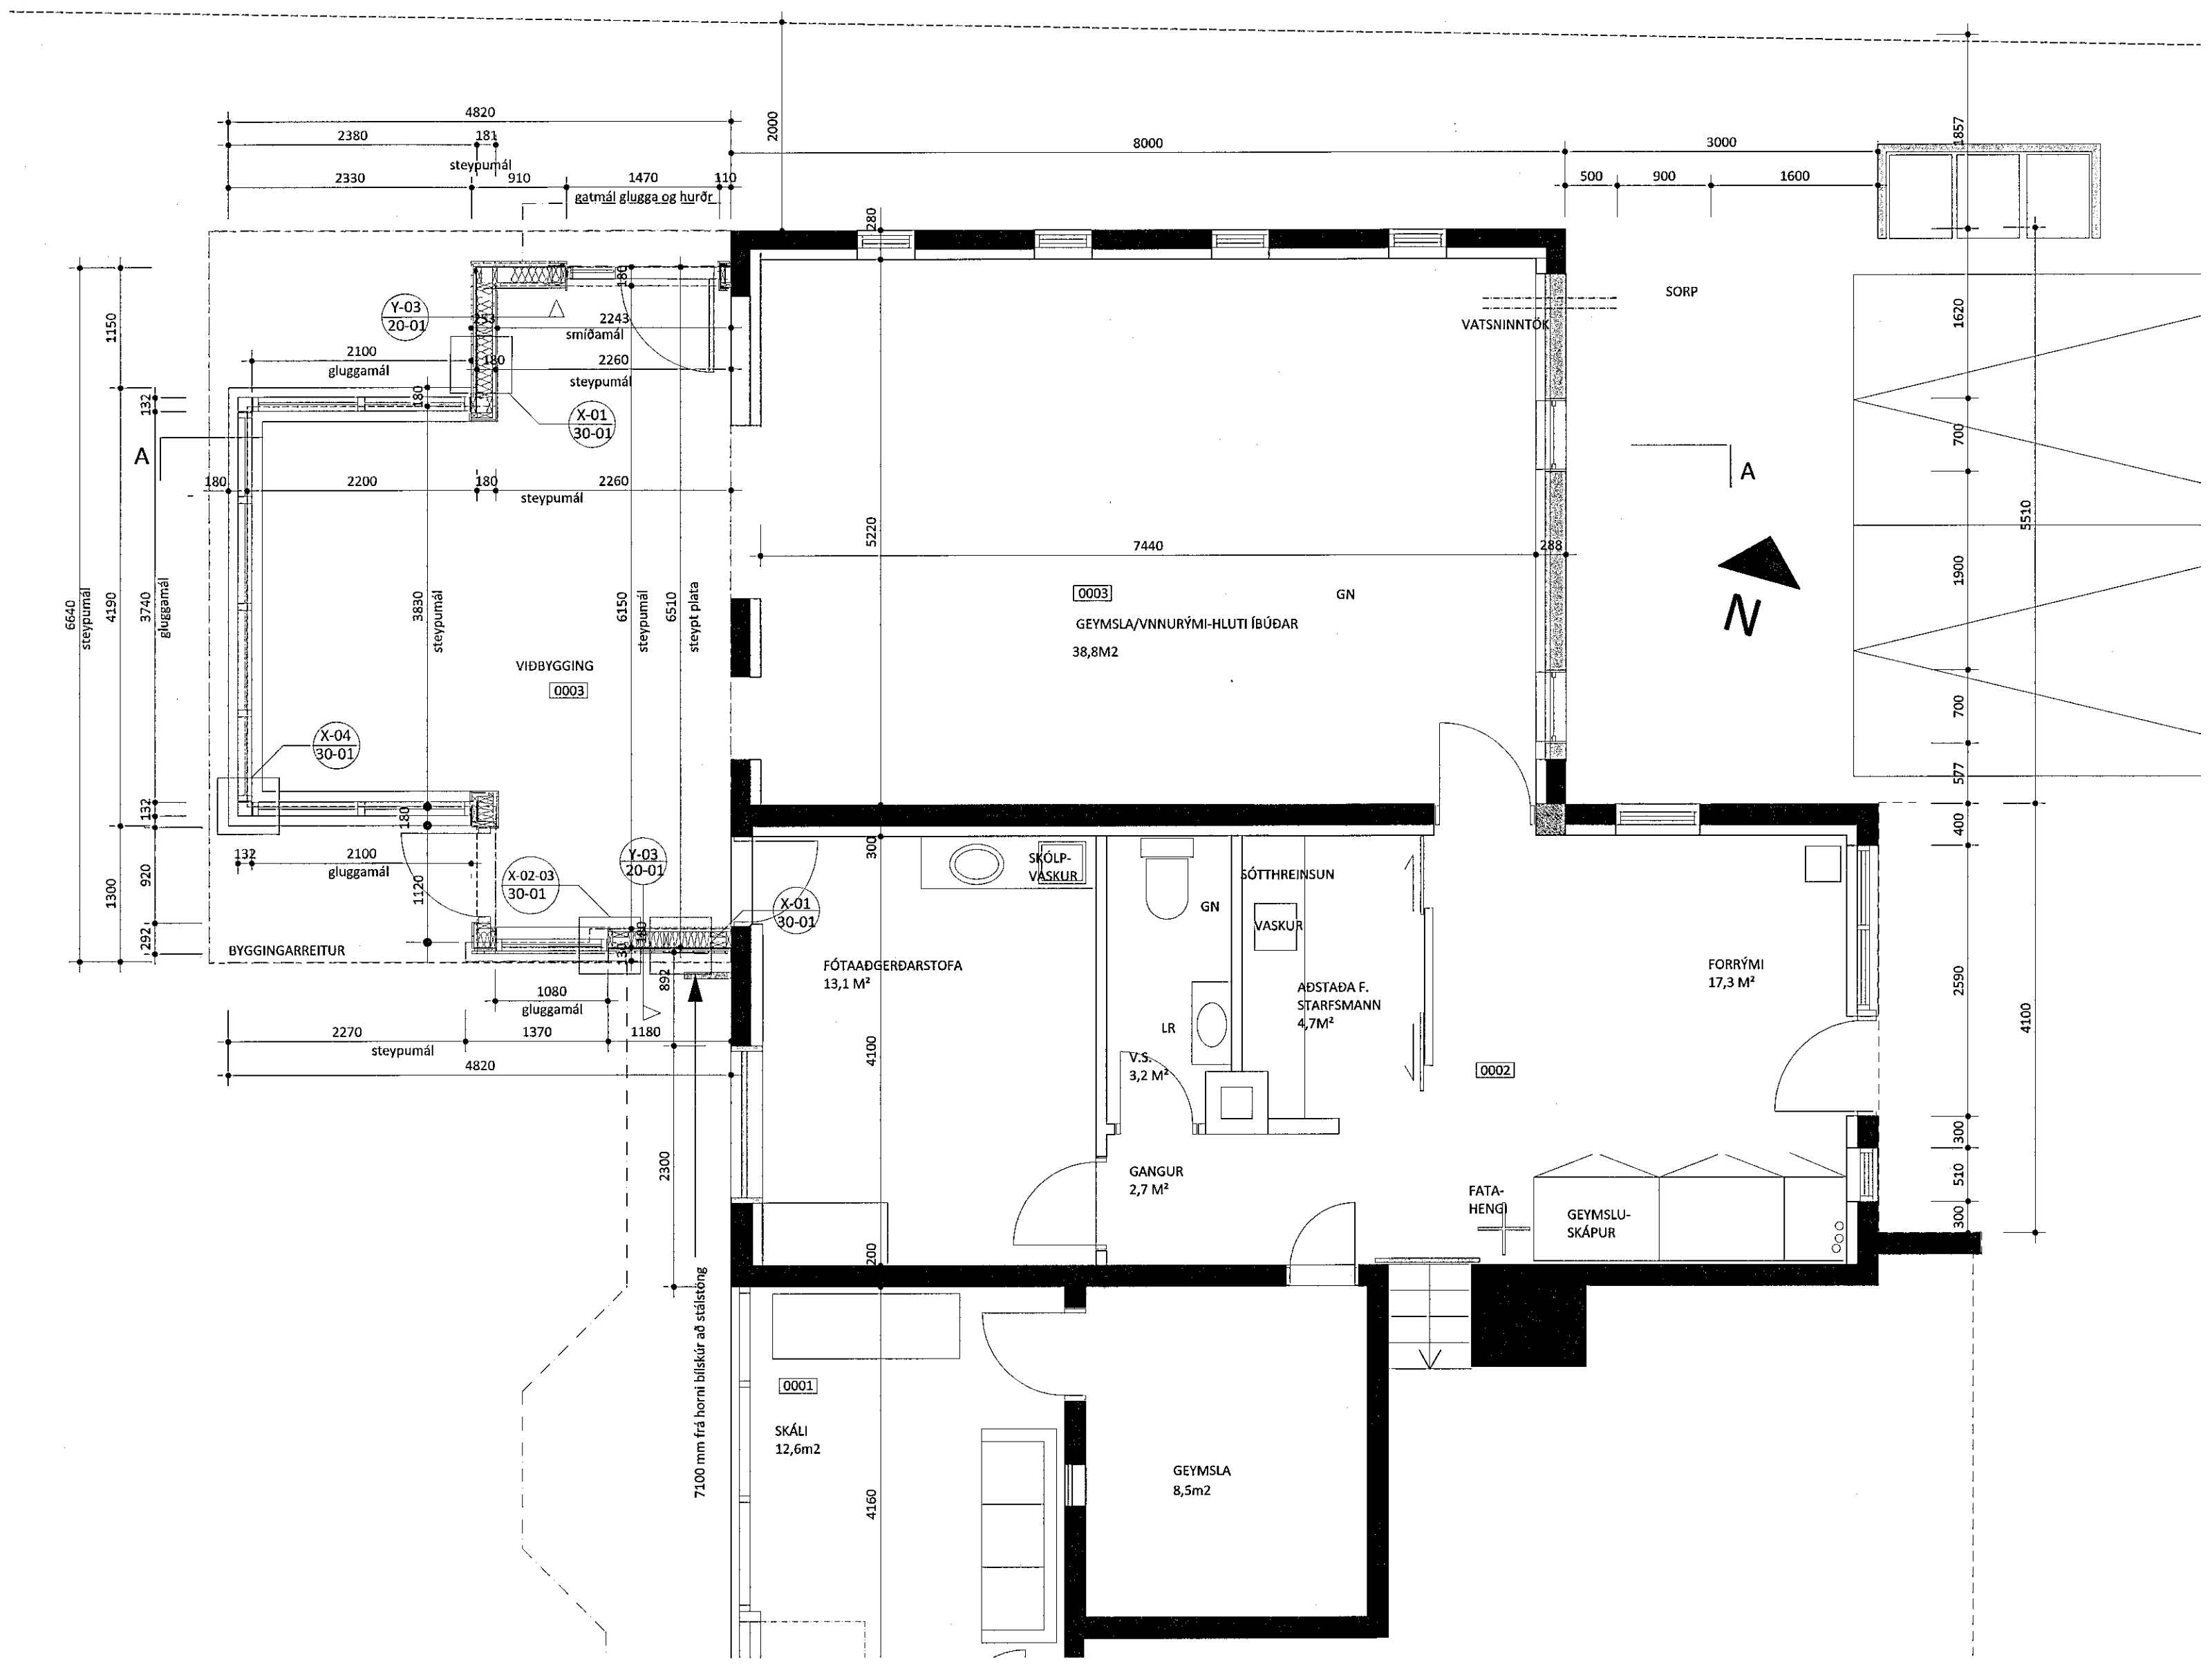 4820
2380 181
steypumál
2330 910 1470 110
gatmál glugga og hurðr
2000
8000
3000
500 900 1600
1857
280
180
Y-03
20-01
253 2243
smíðamál
2100
gluggamál
180 2260
steypumál
180
X-01
30-01
1150
132
A
180 2200 180 2260
steypumál
6640
steypumál
4190
3740
gluggamál
3830
steypumál
6150
steypumál
6510
steypt plata
VIÐBYGGING
0003
X-04
30-01
5220
7440
288
0003
GN
GEYMSLA/VNNURÝMI-HLUTI ÍBÚÐAR
38,8M2
VATSNINNTÖK
SORP
A
N
1620
700
5510
1900
700
577
400
132
180
132 2100
gluggamál
920
1300
292
1120
X-02-03
30-01
Y-03
20-01
X-01
30-01
180
130
892
BYGGINGARREITUR
1080
gluggamál
2270 1370 1180
steypumál
4820
2300
7100 mm frá horni bílskúr að stálstöng
300
SKÓLP-
VASKUR
FÓTAAÐGERÐARSTOFA
13,1 M²
4100
200
GN
LR
V.S.
3,2 M²
SÓTTHREINSUN
VASKUR
AÐSTAÐA F.
STARFSMANN
4,7M²
FORRÝMI
17,3 M²
0002
2590
4100
300
510
300
GANGUR
2,7 M²
FATA-
HENGI
GEYMSLU-
SKÁPUR
0001
SKÁLI
12,6m2
4160
GEYMSLA
8,5m2